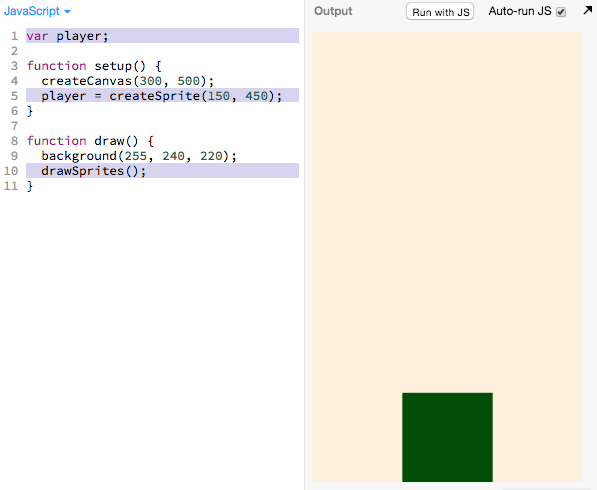 JavaScript
Output Run with JS Auto-run JS
1 var player;
2
3 function setup() {
4   createCanvas(300, 500);
5   player = createSprite(150, 450);
6 }
7
8 function draw() {
9   background(255, 240, 220);
10   drawSprites();
11 }